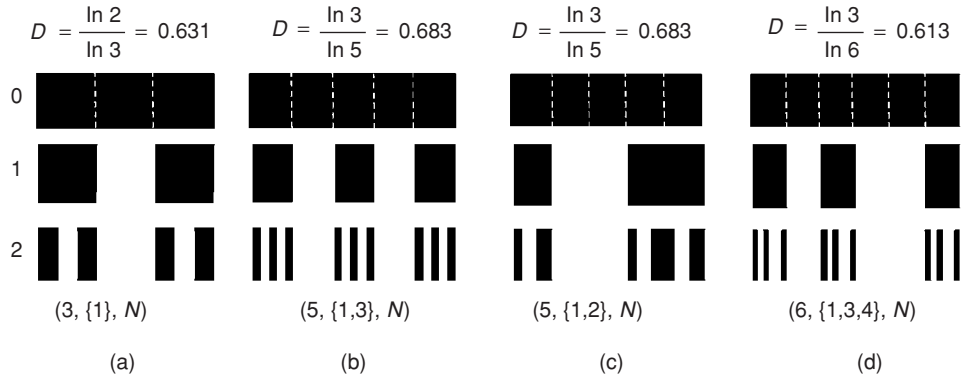 D = ln 2 / ln 3 = 0.631
D = ln 3 / ln 5 = 0.683
D = ln 3 / ln 5 = 0.683
D = ln 3 / ln 6 = 0.613
0
1
2
(3, {1}, N)
(5, {1,3}, N)
(5, {1,2}, N)
(6, {1,3,4}, N)
(a)
(b)
(c)
(d)